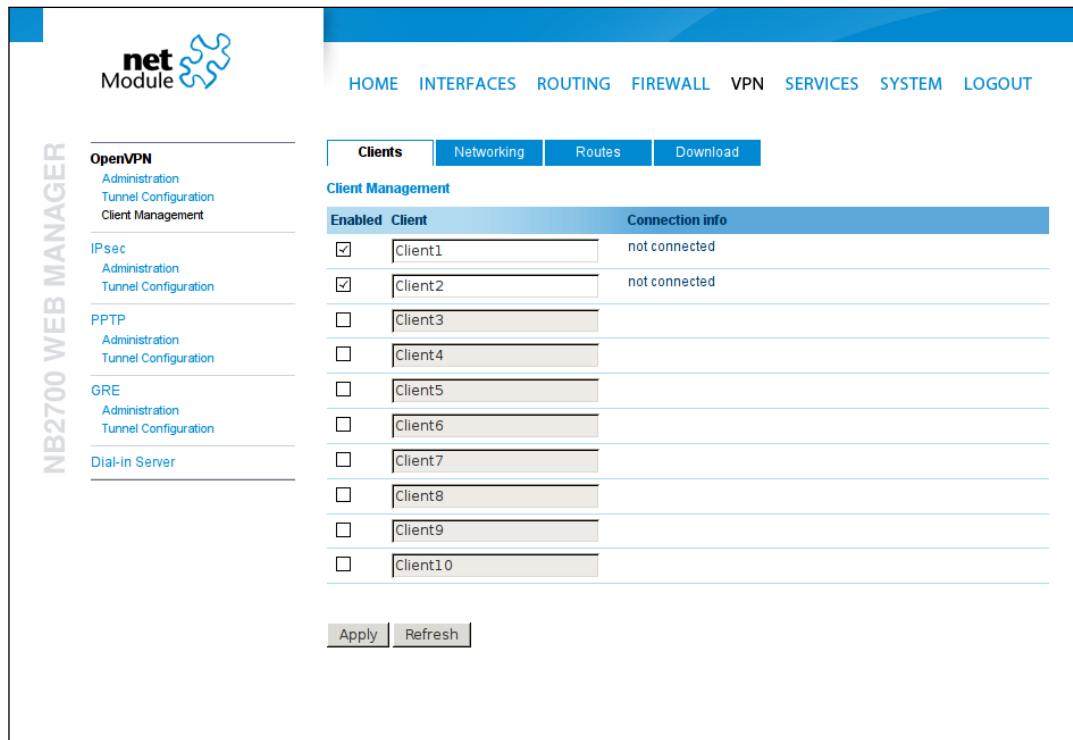 net
Module
HOME INTERFACES ROUTING FIREWALL VPN SERVICES SYSTEM LOGOUT
NB2700 WEB MANAGER
OpenVPN
Administration
Tunnel Configuration
Client Management
IPsec
Administration
Tunnel Configuration
PPTP
Administration
Tunnel Configuration
GRE
Administration
Tunnel Configuration
Dial-in Server
Clients Networking Routes Download
Client Management
Enabled Client Connection info
Client1 not connected
Client2 not connected
Client3
Client4
Client5
Client6
Client7
Client8
Client9
Client10
Apply Refresh